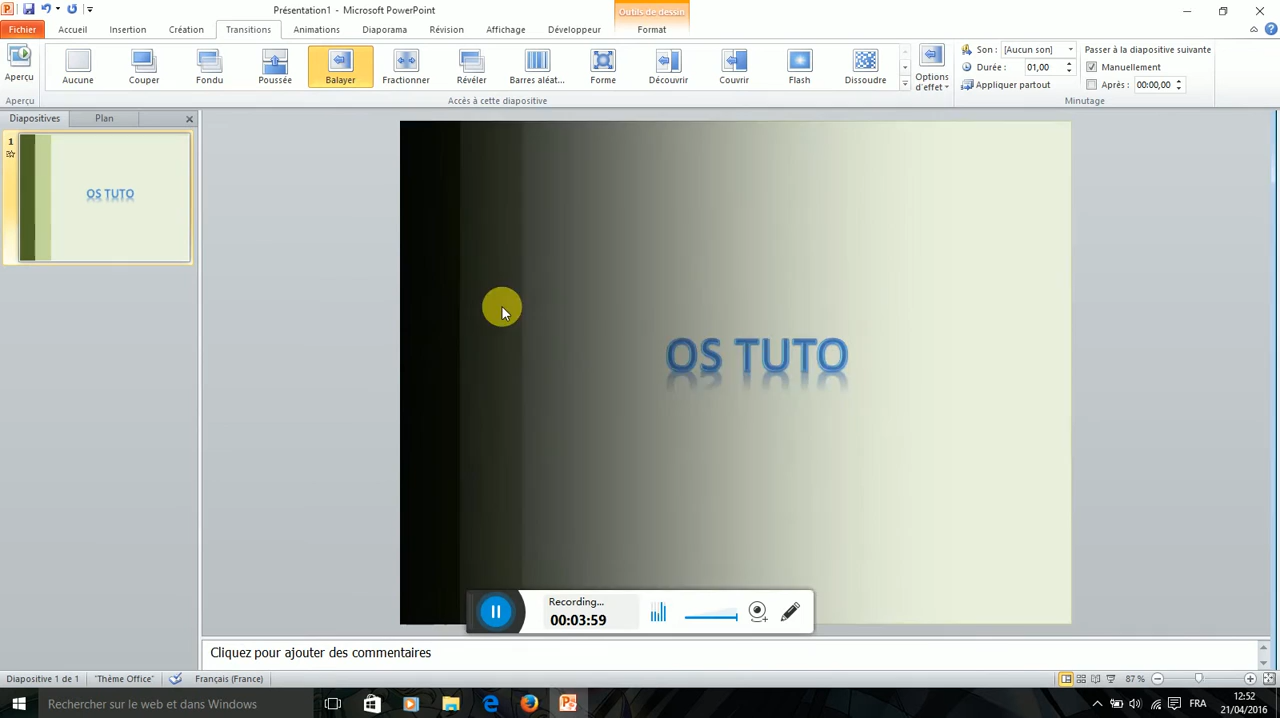 Présentation1 - Microsoft PowerPoint
Outils de dessin
Fichier Accueil Insertion Création Transitions Animations Diaporama Révision Affichage Développeur Format
Aperçu
Aucune Couper Fondu Poussée Balayer Fractionner Révéler Barres aléat... Forme Découvrir Couvrir Flash Dissoudre
Options d'effet
Son : [Aucun son] Passer à la diapositive suivante
Durée : 01,00 Manuellement
Appliquer partout Après : 00:00,00
Aperçu Accès à cette diapositive Minutage
Diapositives Plan
1
OS TUTO
OS TUTO
Recording...
00:03:59
Cliquez pour ajouter des commentaires
Diapositive 1 de 1 "Thème Office" Français (France) 87 %
Rechercher sur le web et dans Windows
FRA
12:52
21/04/2016